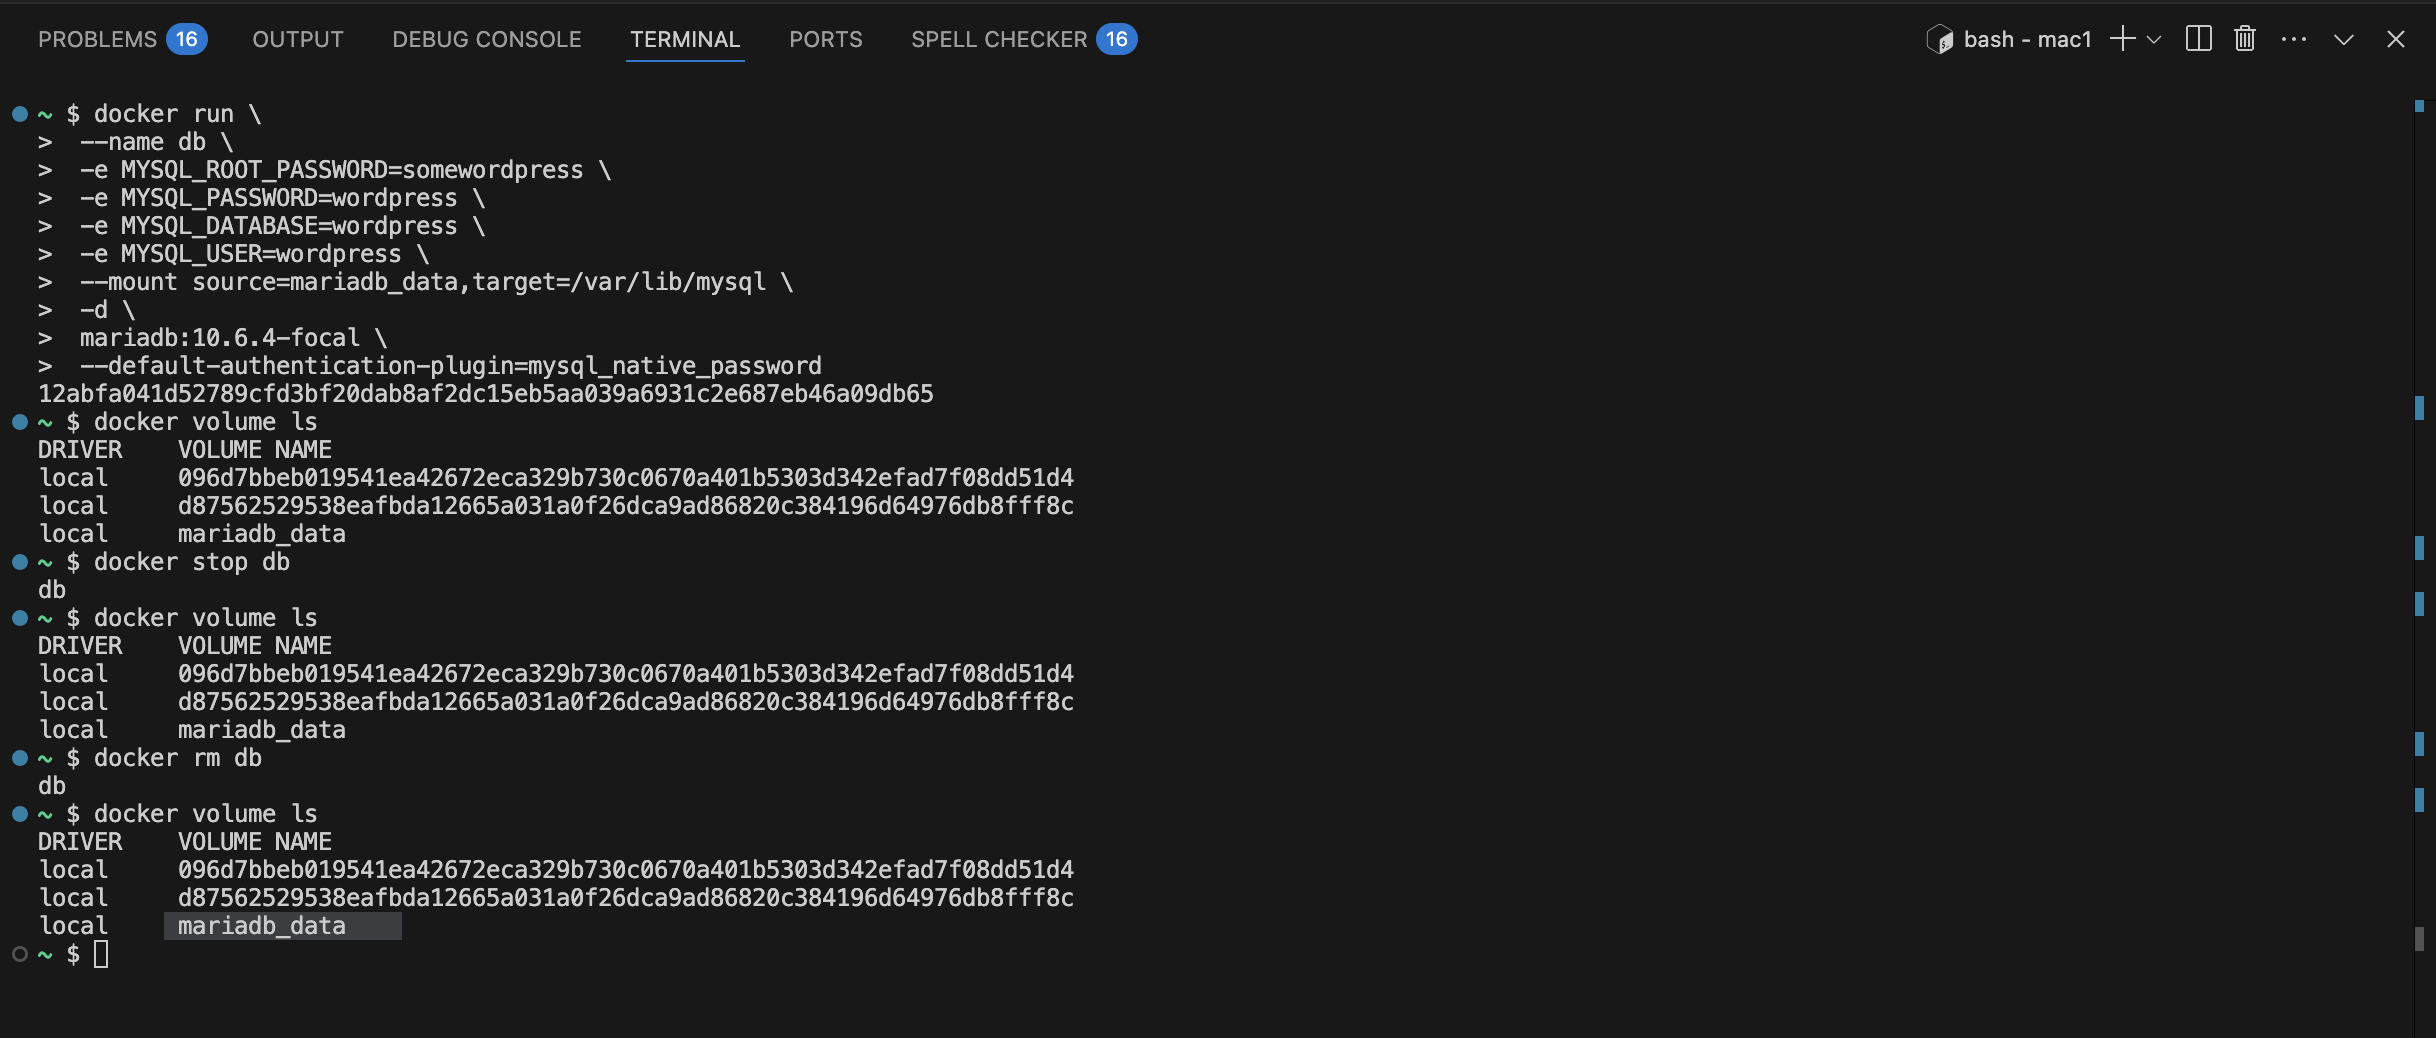 PROBLEMS 16 OUTPUT DEBUG CONSOLE TERMINAL PORTS SPELL CHECKER 16 bash - mac1
~ $ docker run \
> --name db \
> -e MYSQL_ROOT_PASSWORD=somewordpress \
> -e MYSQL_PASSWORD=wordpress \
> -e MYSQL_DATABASE=wordpress \
> -e MYSQL_USER=wordpress \
> --mount source=mariadb_data,target=/var/lib/mysql \
> -d \
> mariadb:10.6.4-focal \
> --default-authentication-plugin=mysql_native_password
12abfa041d52789cfd3bf20dab8af2dc15eb5aa039a6931c2e687eb46a09db65
~ $ docker volume ls
DRIVER VOLUME NAME
local 096d7bbeb019541ea42672eca329b730c0670a401b5303d342efad7f08dd51d4
local d87562529538eafbda12665a031a0f26dca9ad86820c384196d64976db8fff8c
local mariadb_data
~ $ docker stop db
db
~ $ docker volume ls
DRIVER VOLUME NAME
local 096d7bbeb019541ea42672eca329b730c0670a401b5303d342efad7f08dd51d4
local d87562529538eafbda12665a031a0f26dca9ad86820c384196d64976db8fff8c
local mariadb_data
~ $ docker rm db
db
~ $ docker volume ls
DRIVER VOLUME NAME
local 096d7bbeb019541ea42672eca329b730c0670a401b5303d342efad7f08dd51d4
local d87562529538eafbda12665a031a0f26dca9ad86820c384196d64976db8fff8c
local mariadb_data
~ $